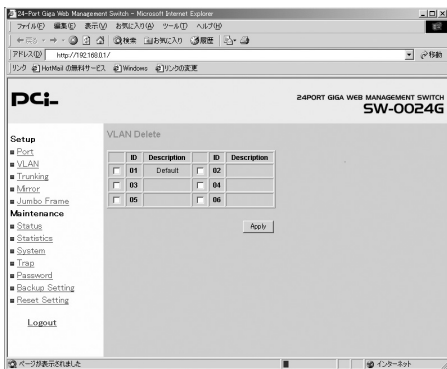 24-Port Giga Web Management Switch - Microsoft Internet Explorer
ファイル(F) 編集(E) 表示(V) お気に入り(A) ツール(T) ヘルプ(H)
戻る 検索 お気に入り 履歴
アドレス(D) http://192.168.0.1/ 移動
リンク HotMail の無料サービス Windows リンクの変更
PCi
24PORT GIGA WEB MANAGEMENT SWITCH
SW-0024G
Setup
Port
VLAN
Trunking
Mirror
Jumbo Frame
Maintenance
Status
Statistics
System
Trap
Password
Backup Setting
Reset Setting
Logout
VLAN Delete
ID Description ID Description
01 Default 02
03 04
05 06
Apply
ページが表示されました インターネット